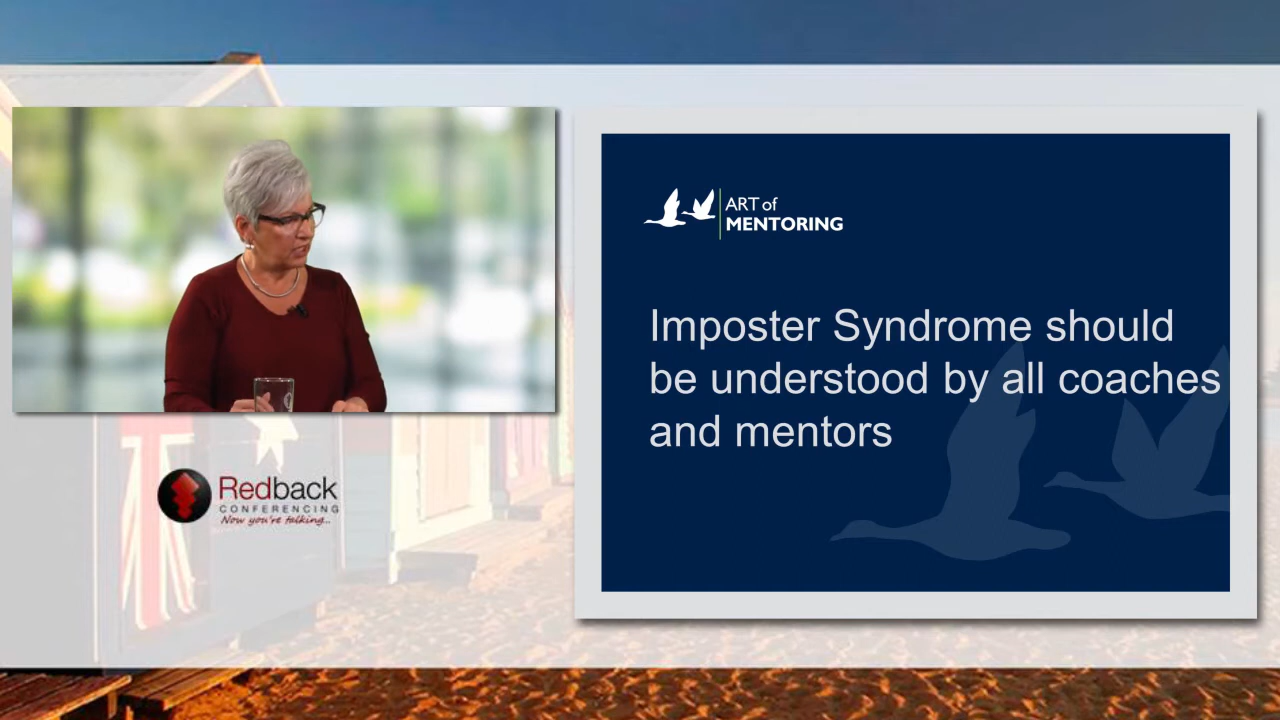 ART of
MENTORING
Imposter Syndrome should
be understood by all coaches
and mentors
Redback
CONFERENCING
Now you're talking...